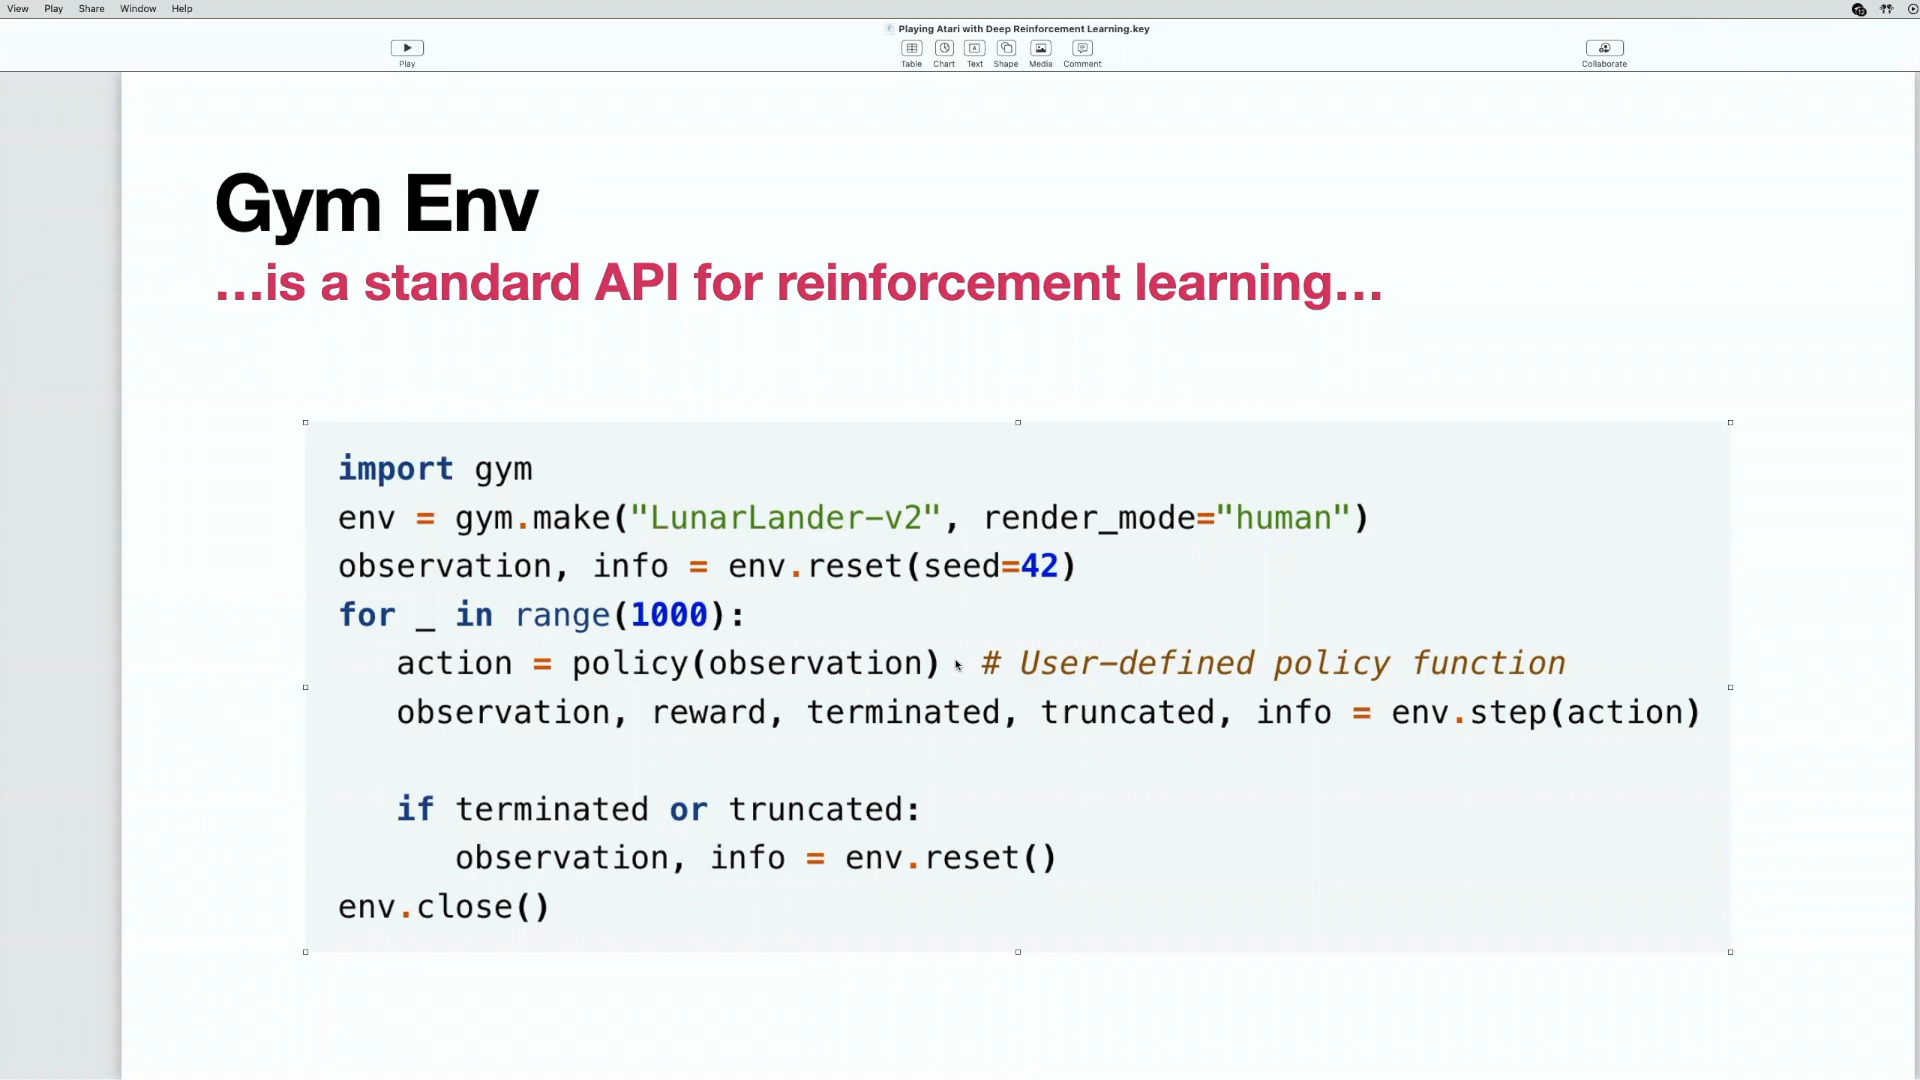 View Play Share Window Help
Playing Atari with Deep Reinforcement Learning.key
Play Table Chart Text Shape Media Comment Collaborate
Gym Env
...is a standard API for reinforcement learning...
import gym
env = gym.make("LunarLander-v2", render_mode="human")
observation, info = env.reset(seed=42)
for _ in range(1000):
   action = policy(observation)  # User-defined policy function
   observation, reward, terminated, truncated, info = env.step(action)
   if terminated or truncated:
      observation, info = env.reset()
env.close()